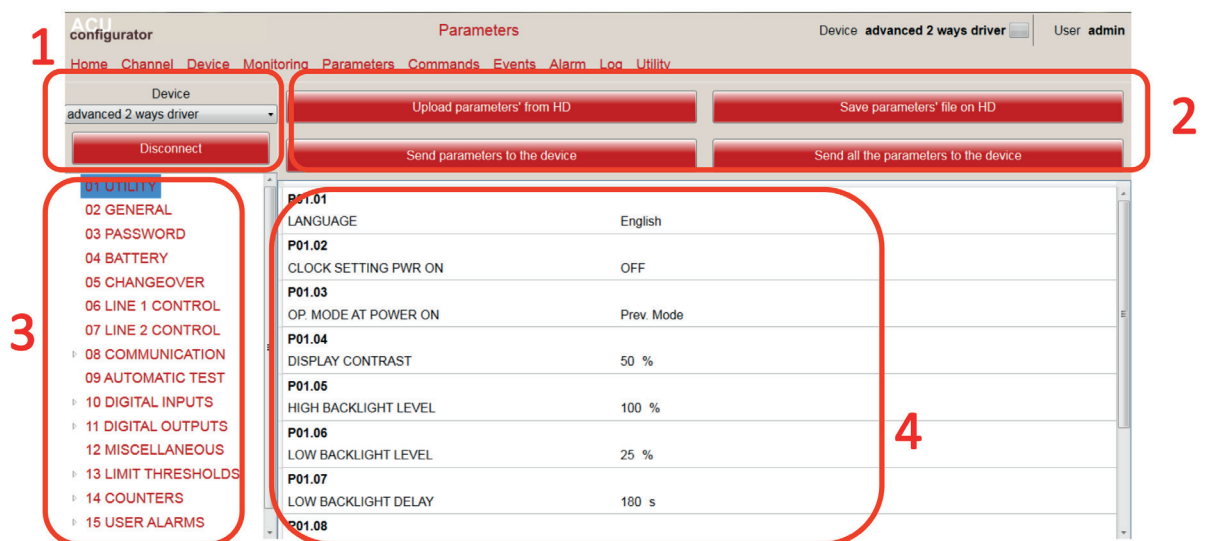 ACU
configurator
Parameters
Device advanced 2 ways driver
User admin
1
Home Channel Device Monitoring Parameters Commands Events Alarm Log Utility
Device
advanced 2 ways driver
Disconnect
Upload parameters' from HD
Save parameters' file on HD
Send parameters to the device
Send all the parameters to the device
2
01 UTILITY
02 GENERAL
03 PASSWORD
04 BATTERY
05 CHANGEOVER
06 LINE 1 CONTROL
07 LINE 2 CONTROL
08 COMMUNICATION
09 AUTOMATIC TEST
10 DIGITAL INPUTS
11 DIGITAL OUTPUTS
12 MISCELLANEOUS
13 LIMIT THRESHOLDS
14 COUNTERS
15 USER ALARMS
3
P01.01
LANGUAGE English
P01.02
CLOCK SETTING PWR ON OFF
P01.03
OP. MODE AT POWER ON Prev. Mode
P01.04
DISPLAY CONTRAST 50 %
P01.05
HIGH BACKLIGHT LEVEL 100 %
P01.06
LOW BACKLIGHT LEVEL 25 %
P01.07
LOW BACKLIGHT DELAY 180 s
P01.08
4